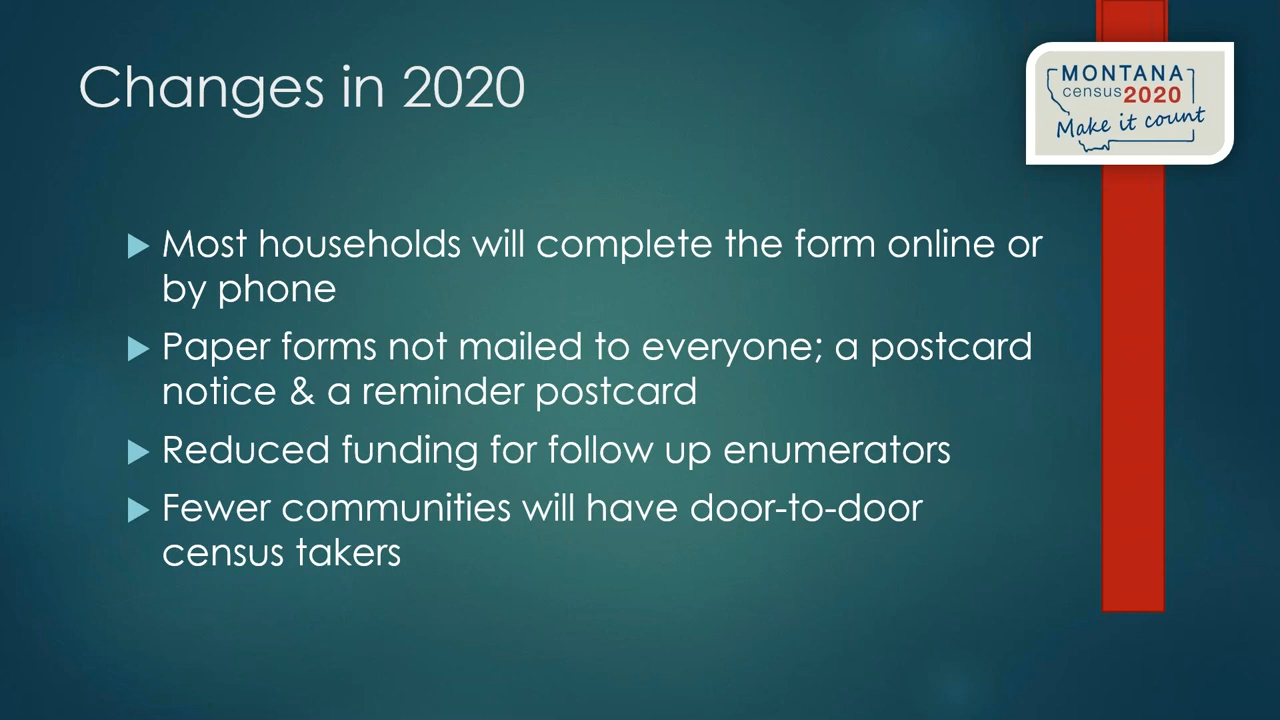 Changes in 2020
MONTANA
census2020
Make it count
Most households will complete the form online or
by phone
Paper forms not mailed to everyone; a postcard
notice & a reminder postcard
Reduced funding for follow up enumerators
Fewer communities will have door-to-door
census takers